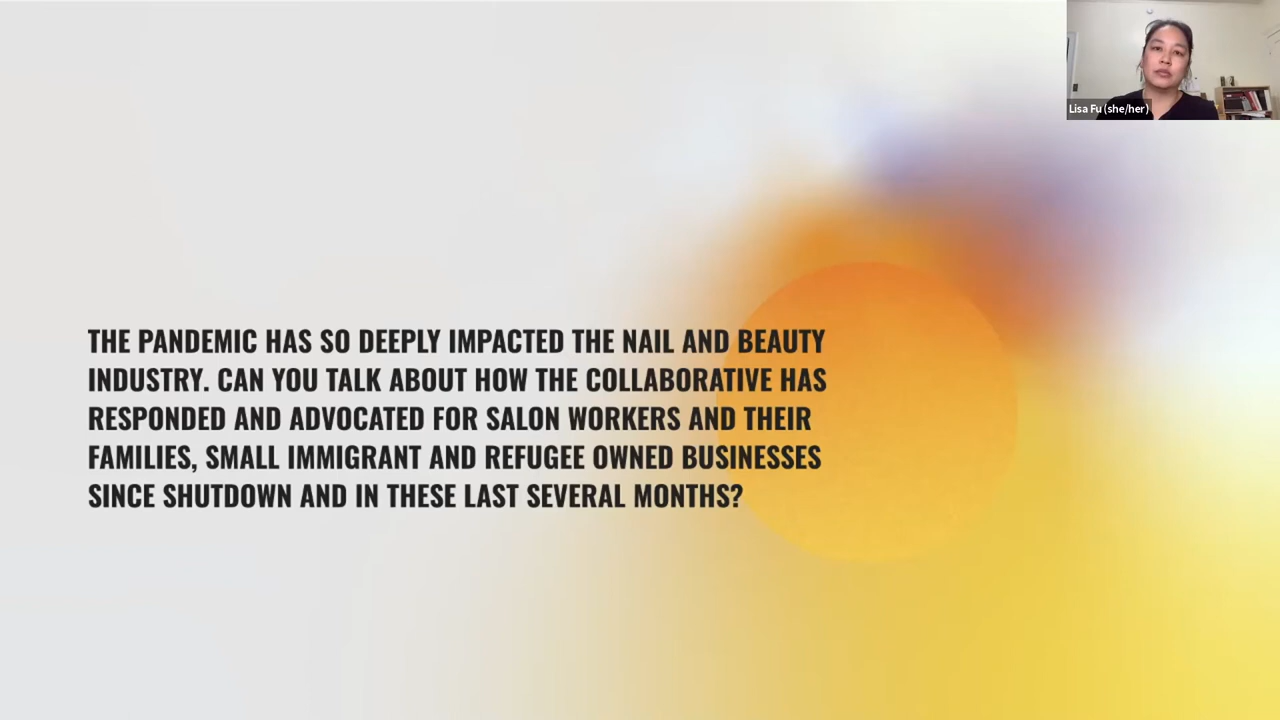 Lisa Fu (she/her)
THE PANDEMIC HAS SO DEEPLY IMPACTED THE NAIL AND BEAUTY
INDUSTRY. CAN YOU TALK ABOUT HOW THE COLLABORATIVE HAS
RESPONDED AND ADVOCATED FOR SALON WORKERS AND THEIR
FAMILIES, SMALL IMMIGRANT AND REFUGEE OWNED BUSINESSES
SINCE SHUTDOWN AND IN THESE LAST SEVERAL MONTHS?